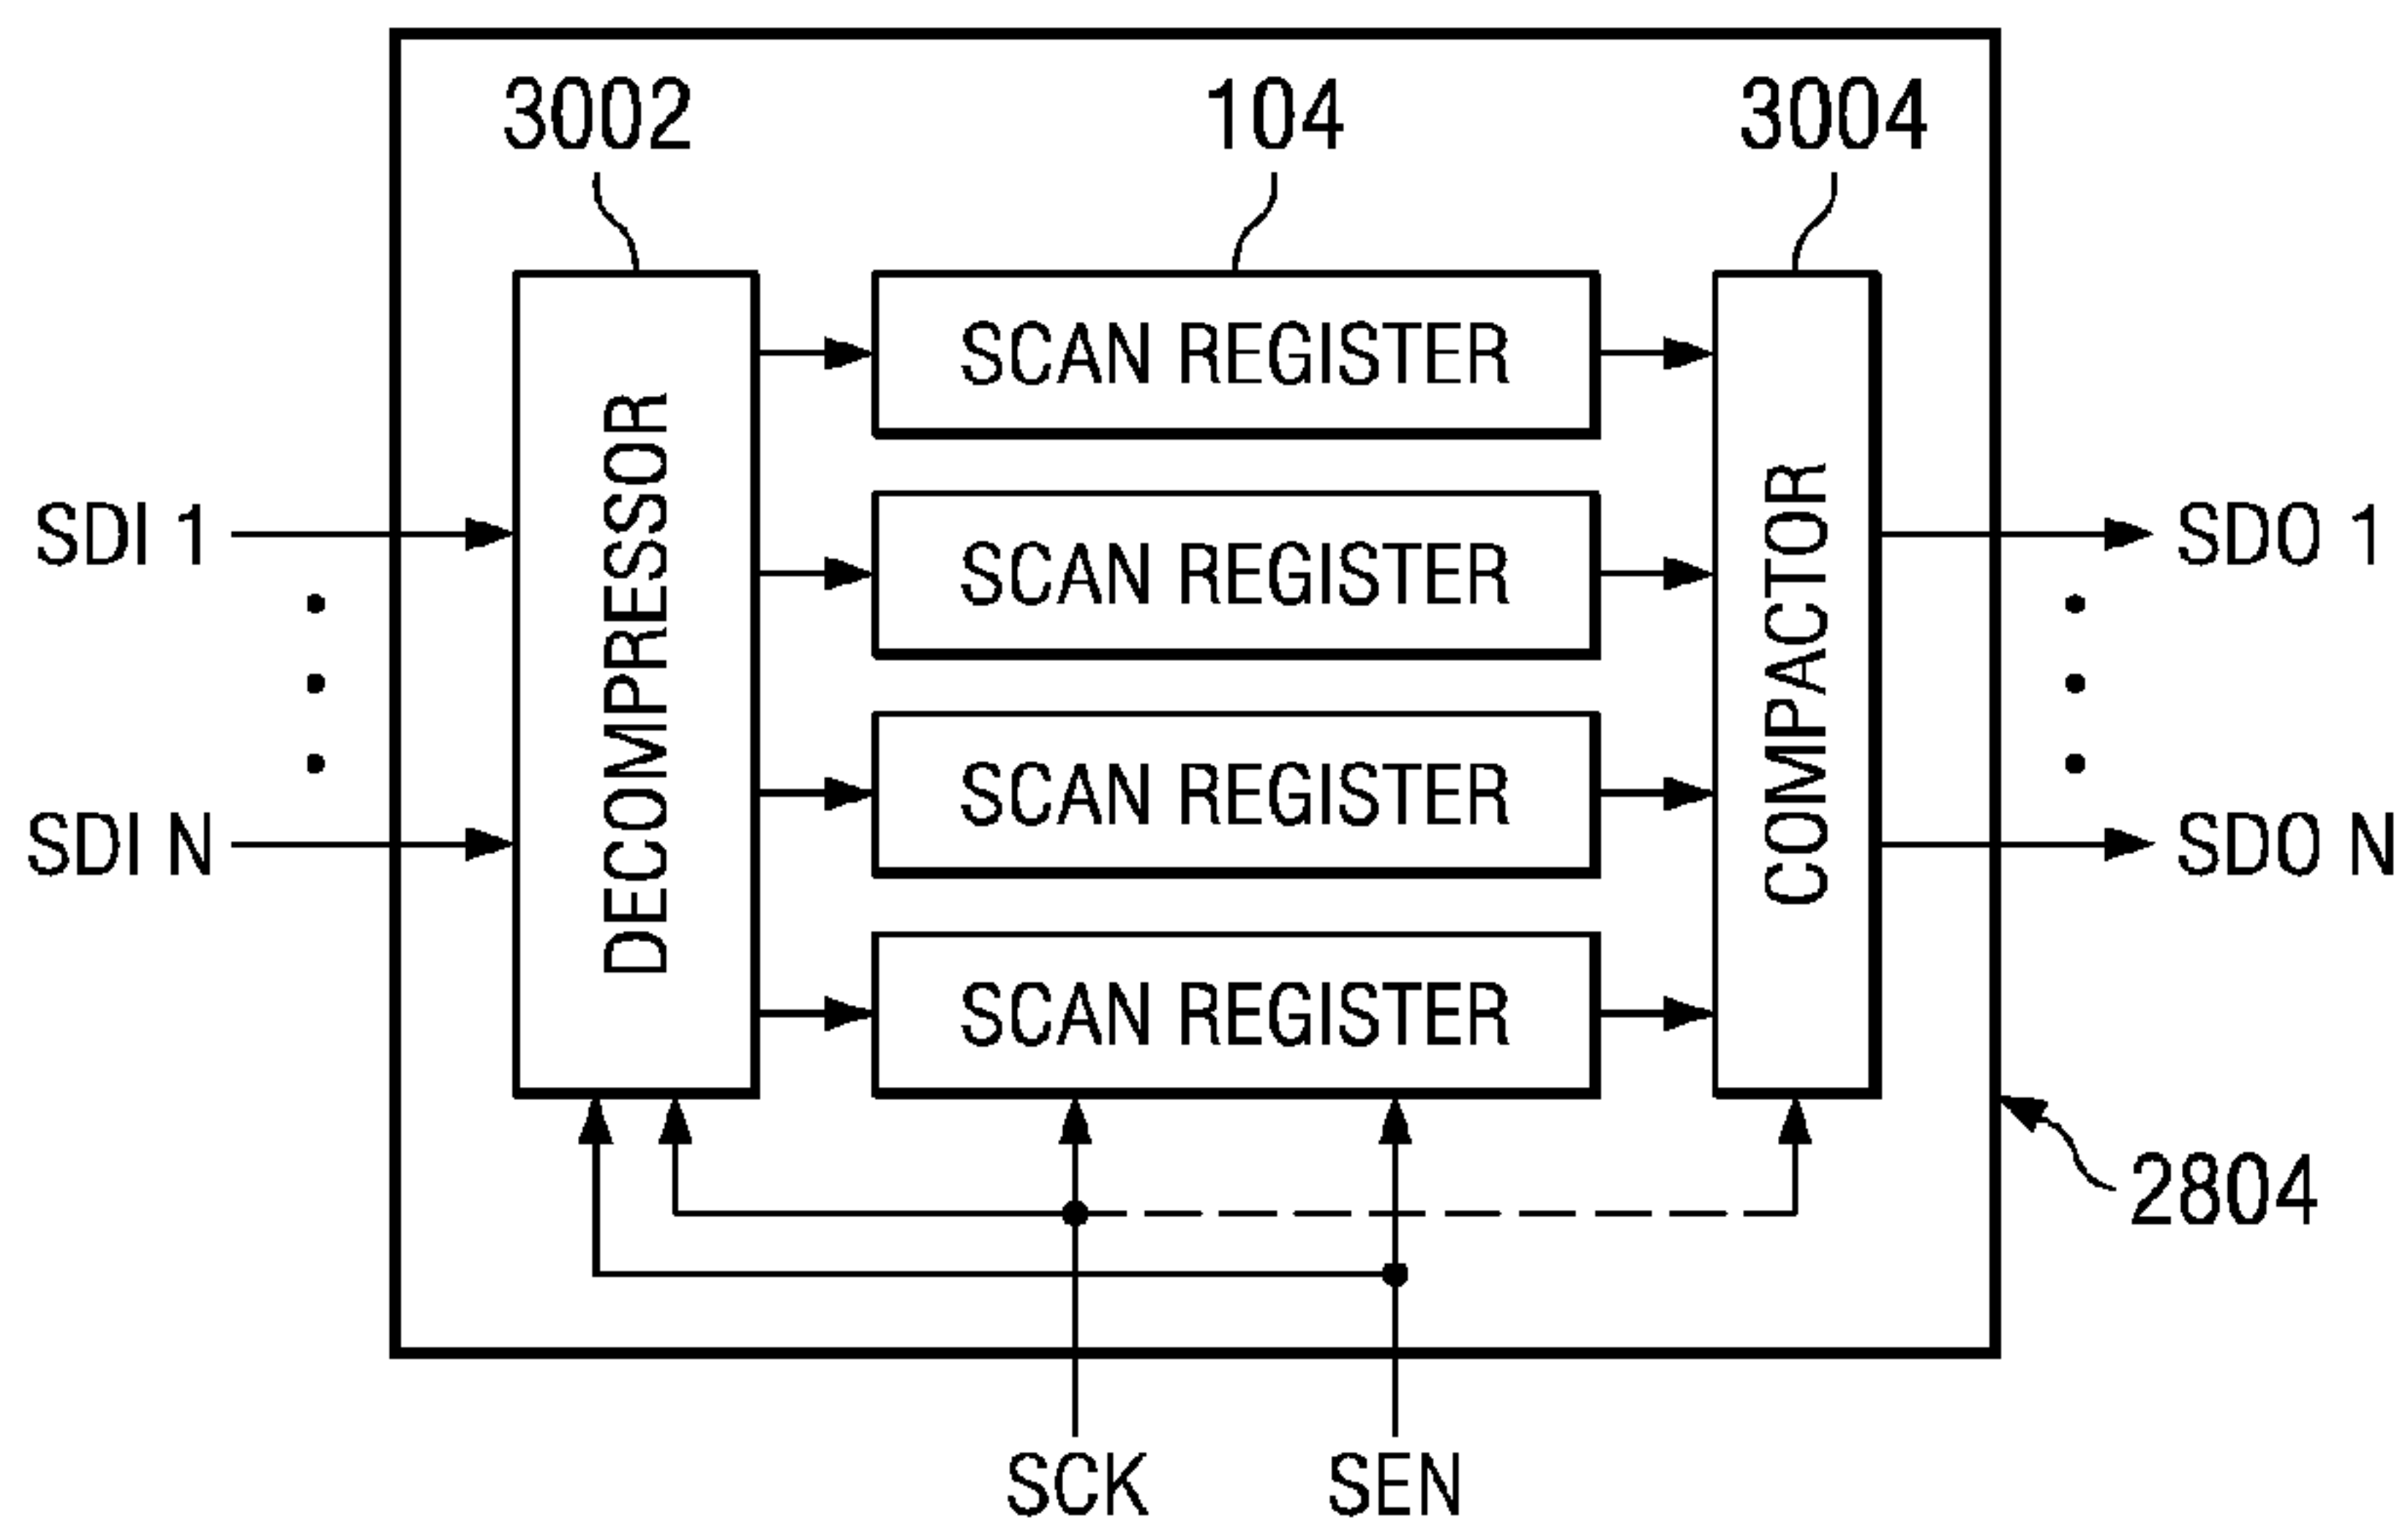 3002 104 3004
SCAN REGISTER
SCAN REGISTER
SCAN REGISTER
SCAN REGISTER
DECOMPRESSOR
COMPACTOR
SDI 1
SDI N
SDO 1
SDO N
2804
SCK SEN